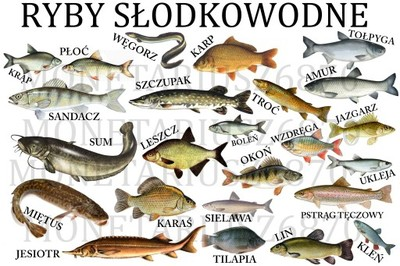 RYBY SŁODKOWODNE
WĘGORZ
KARP
TOŁPYGA
PŁOĆ
KRĄP
SZCZUPAK
AMUR
SANDACZ
TROĆ
JAZGARZ
SUM
LESZCZ
BOLEŃ
WZDRĘGA
OKOŃ
UKLEJA
MIĘTUS
KARAŚ
SIELAWA
PSTRĄG TĘCZOWY
JESIOTR
TILAPIA
LIN
KLEŃ